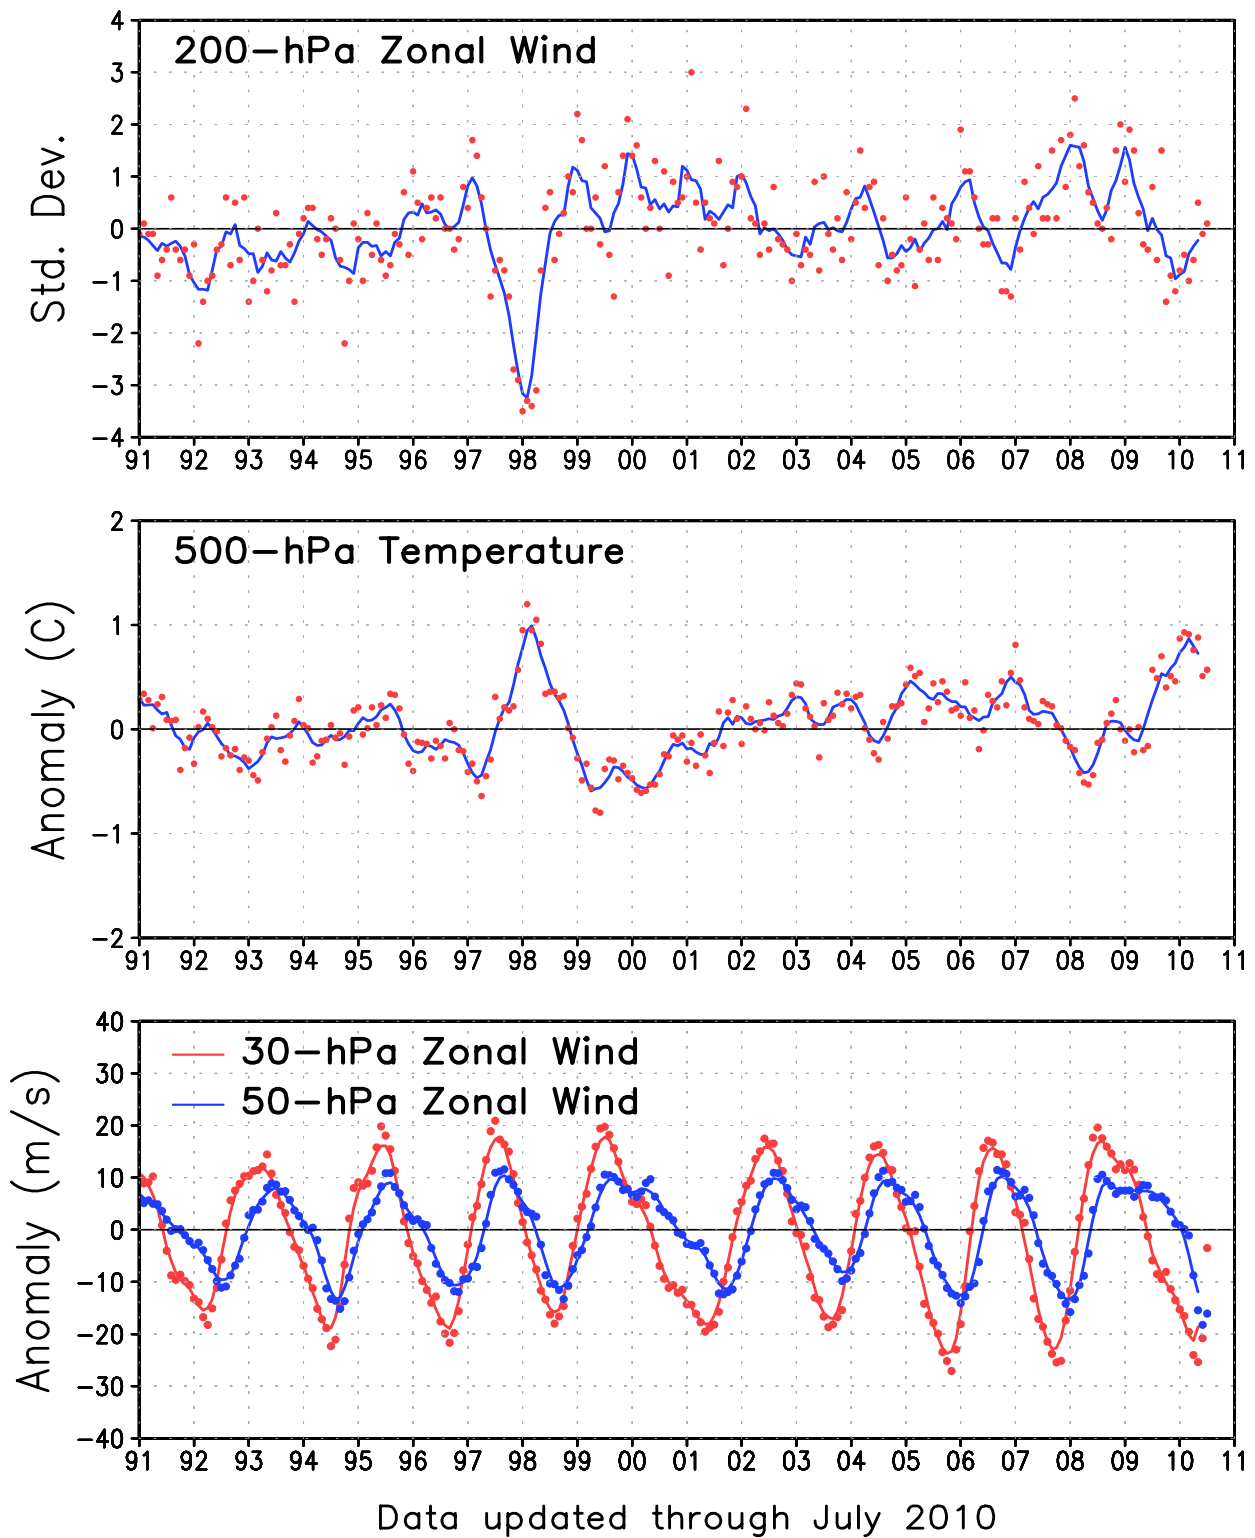 200-hPa Zonal Wind
Std. Dev.
4
3
2
1
0
-1
-2
-3
-4
91 92 93 94 95 96 97 98 99 00 01 02 03 04 05 06 07 08 09 10 11
500-hPa Temperature
Anomaly (C)
2
1
0
-1
-2
91 92 93 94 95 96 97 98 99 00 01 02 03 04 05 06 07 08 09 10 11
30-hPa Zonal Wind
50-hPa Zonal Wind
Anomaly (m/s)
40
30
20
10
0
-10
-20
-30
-40
91 92 93 94 95 96 97 98 99 00 01 02 03 04 05 06 07 08 09 10 11
Data updated through July 2010